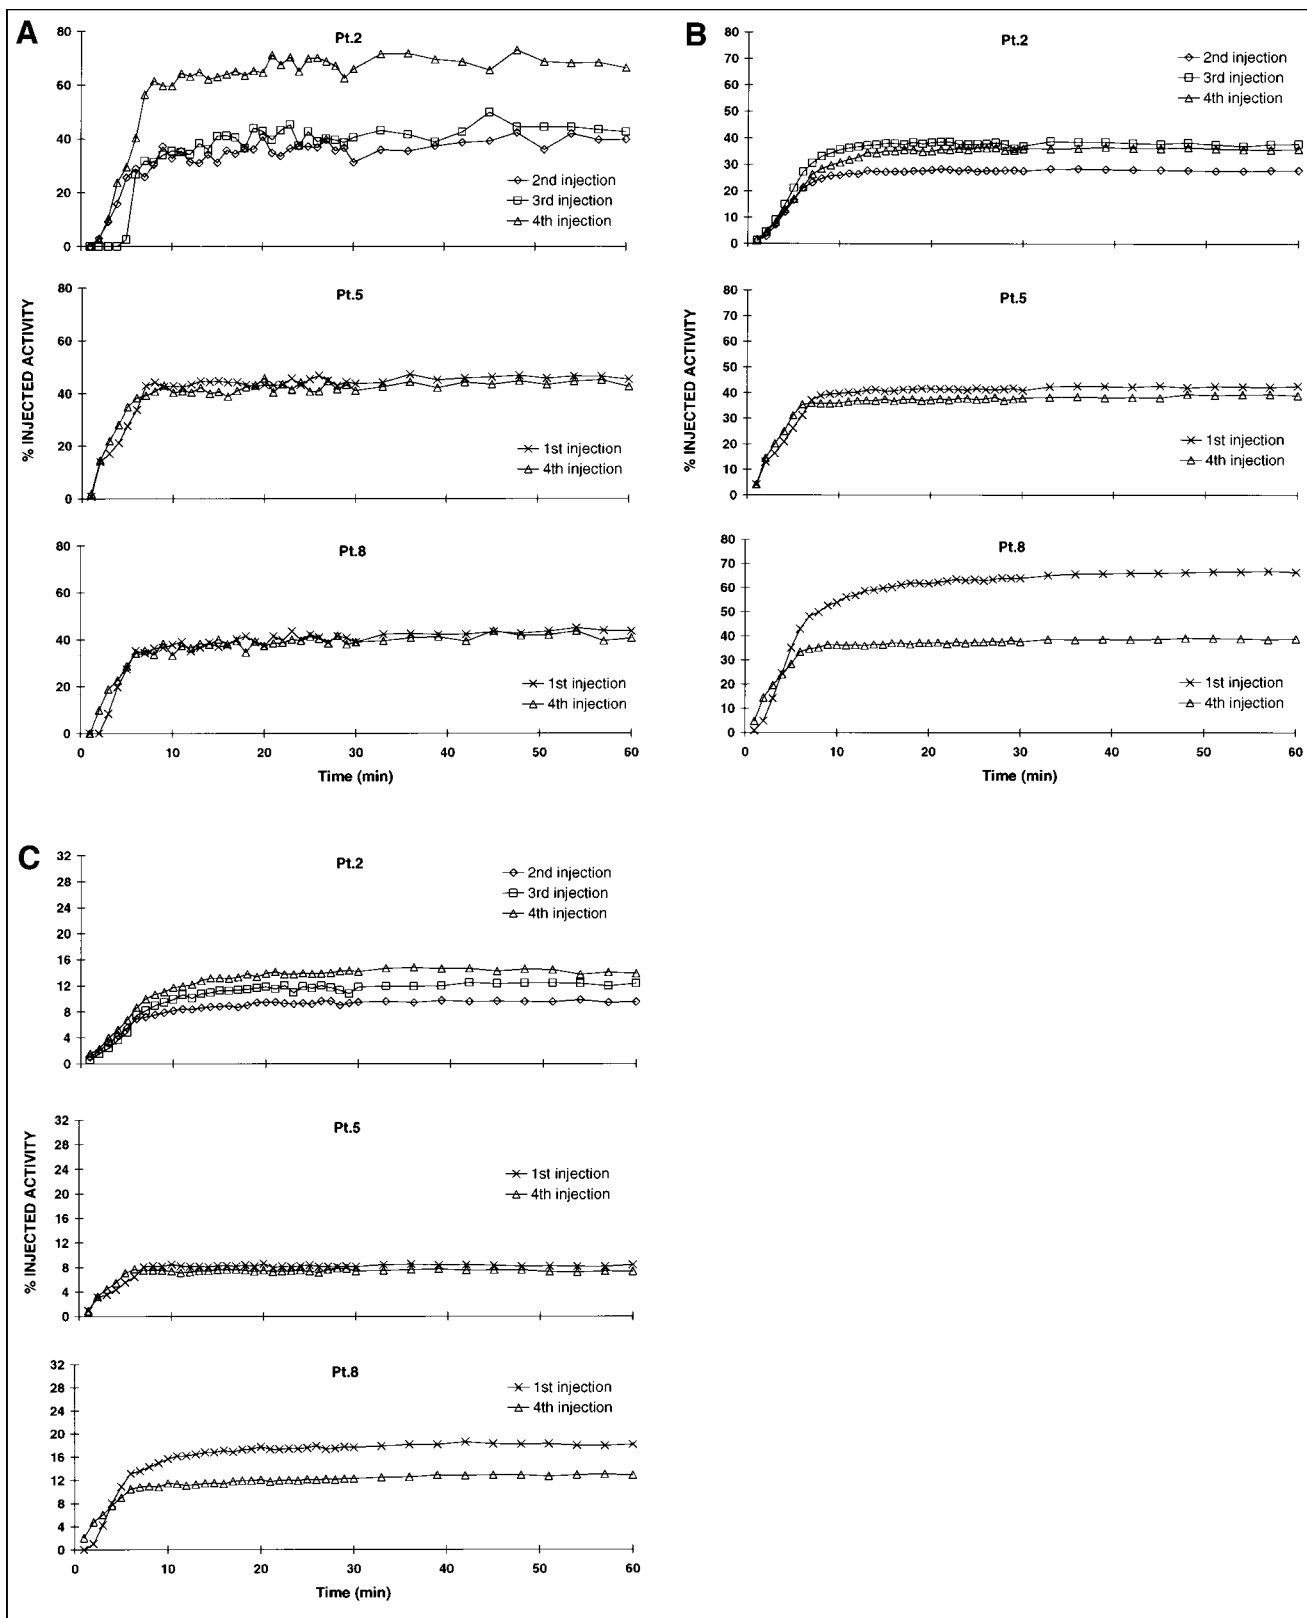 A
Pt.2
80
60
40
20
0
2nd injection
3rd injection
4th injection
% INJECTED ACTIVITY
Pt.5
80
60
40
20
0
1st injection
4th injection
Pt.8
80
60
40
20
0
1st injection
4th injection
0 10 20 30 40 50 60
Time (min)
B
Pt.2
80
70
60
50
40
30
20
10
0
2nd injection
3rd injection
4th injection
% INJECTED ACTIVITY
Pt.5
80
70
60
50
40
30
20
10
0
1st injection
4th injection
Pt.8
80
70
60
50
40
30
20
10
0
1st injection
4th injection
0 10 20 30 40 50 60
Time (min)
C
Pt.2
32
28
24
20
16
12
8
4
0
2nd injection
3rd injection
4th injection
% INJECTED ACTIVITY
Pt.5
32
28
24
20
16
12
8
4
0
1st injection
4th injection
Pt.8
32
28
24
20
16
12
8
4
0
1st injection
4th injection
0 10 20 30 40 50 60
Time (min)